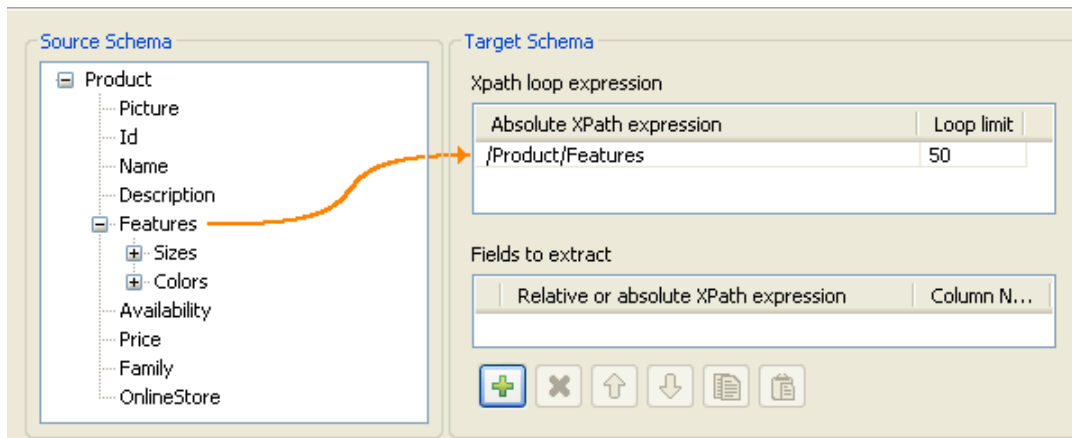 Source Schema
Product
Picture
Id
Name
Description
Features
Sizes
Colors
Availability
Price
Family
OnlineStore
Target Schema
Xpath loop expression
Absolute XPath expression Loop limit
/Product/Features 50
Fields to extract
Relative or absolute XPath expression Column N...